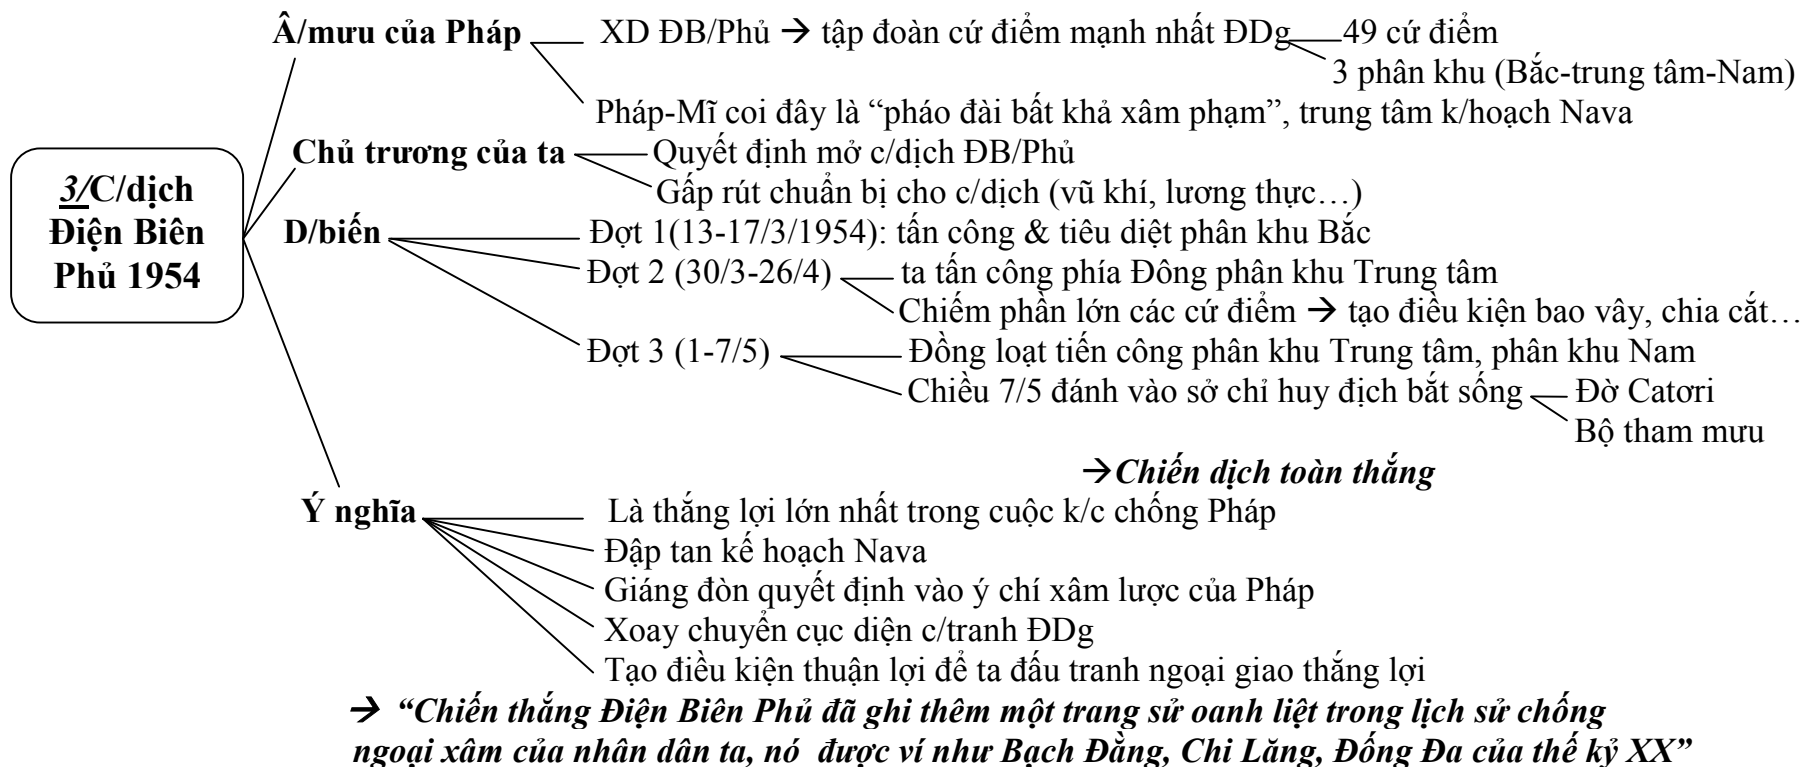 Â/mưu của Pháp XD ĐB/Phủ → tập đoàn cứ điểm mạnh nhất ĐDg 49 cứ điểm
3 phân khu (Bắc-trung tâm-Nam)
Pháp-Mĩ coi đây là “pháo đài bất khả xâm phạm”, trung tâm k/hoạch Nava
Chủ trương của ta Quyết định mở c/dịch ĐB/Phủ
Gấp rút chuẩn bị cho c/dịch (vũ khí, lương thực…)
3/C/dịch
Điện Biên
Phủ 1954
D/biến Đợt 1(13-17/3/1954): tấn công & tiêu diệt phân khu Bắc
Đợt 2 (30/3-26/4) ta tấn công phía Đông phân khu Trung tâm
Chiếm phần lớn các cứ điểm → tạo điều kiện bao vây, chia cắt…
Đợt 3 (1-7/5) Đồng loạt tiến công phân khu Trung tâm, phân khu Nam
Chiều 7/5 đánh vào sở chỉ huy địch bắt sống Đờ Catơri
Bộ tham mưu
→Chiến dịch toàn thắng
Ý nghĩa Là thắng lợi lớn nhất trong cuộc k/c chống Pháp
Đập tan kế hoạch Nava
Giáng đòn quyết định vào ý chí xâm lược của Pháp
Xoay chuyển cục diện c/tranh ĐDg
Tạo điều kiện thuận lợi để ta đấu tranh ngoại giao thắng lợi
→ “Chiến thắng Điện Biên Phủ đã ghi thêm một trang sử oanh liệt trong lịch sử chống
ngoại xâm của nhân dân ta, nó được ví như Bạch Đằng, Chi Lăng, Đống Đa của thế kỷ XX”